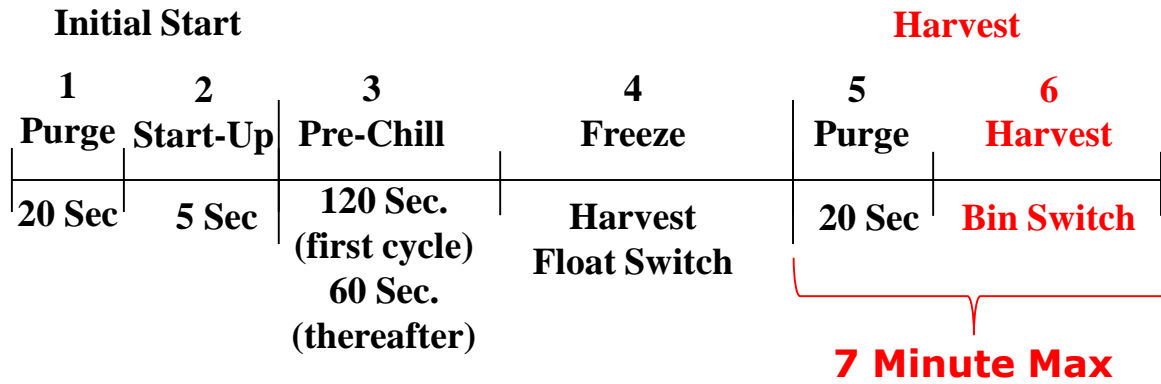 Initial Start
Harvest
1
2
3
4
5
6
Purge
Start-Up
Pre-Chill
Freeze
Purge
Harvest
20 Sec
5 Sec
120 Sec.
(first cycle)
60 Sec.
(thereafter)
Harvest
Float Switch
20 Sec
Bin Switch
7 Minute Max